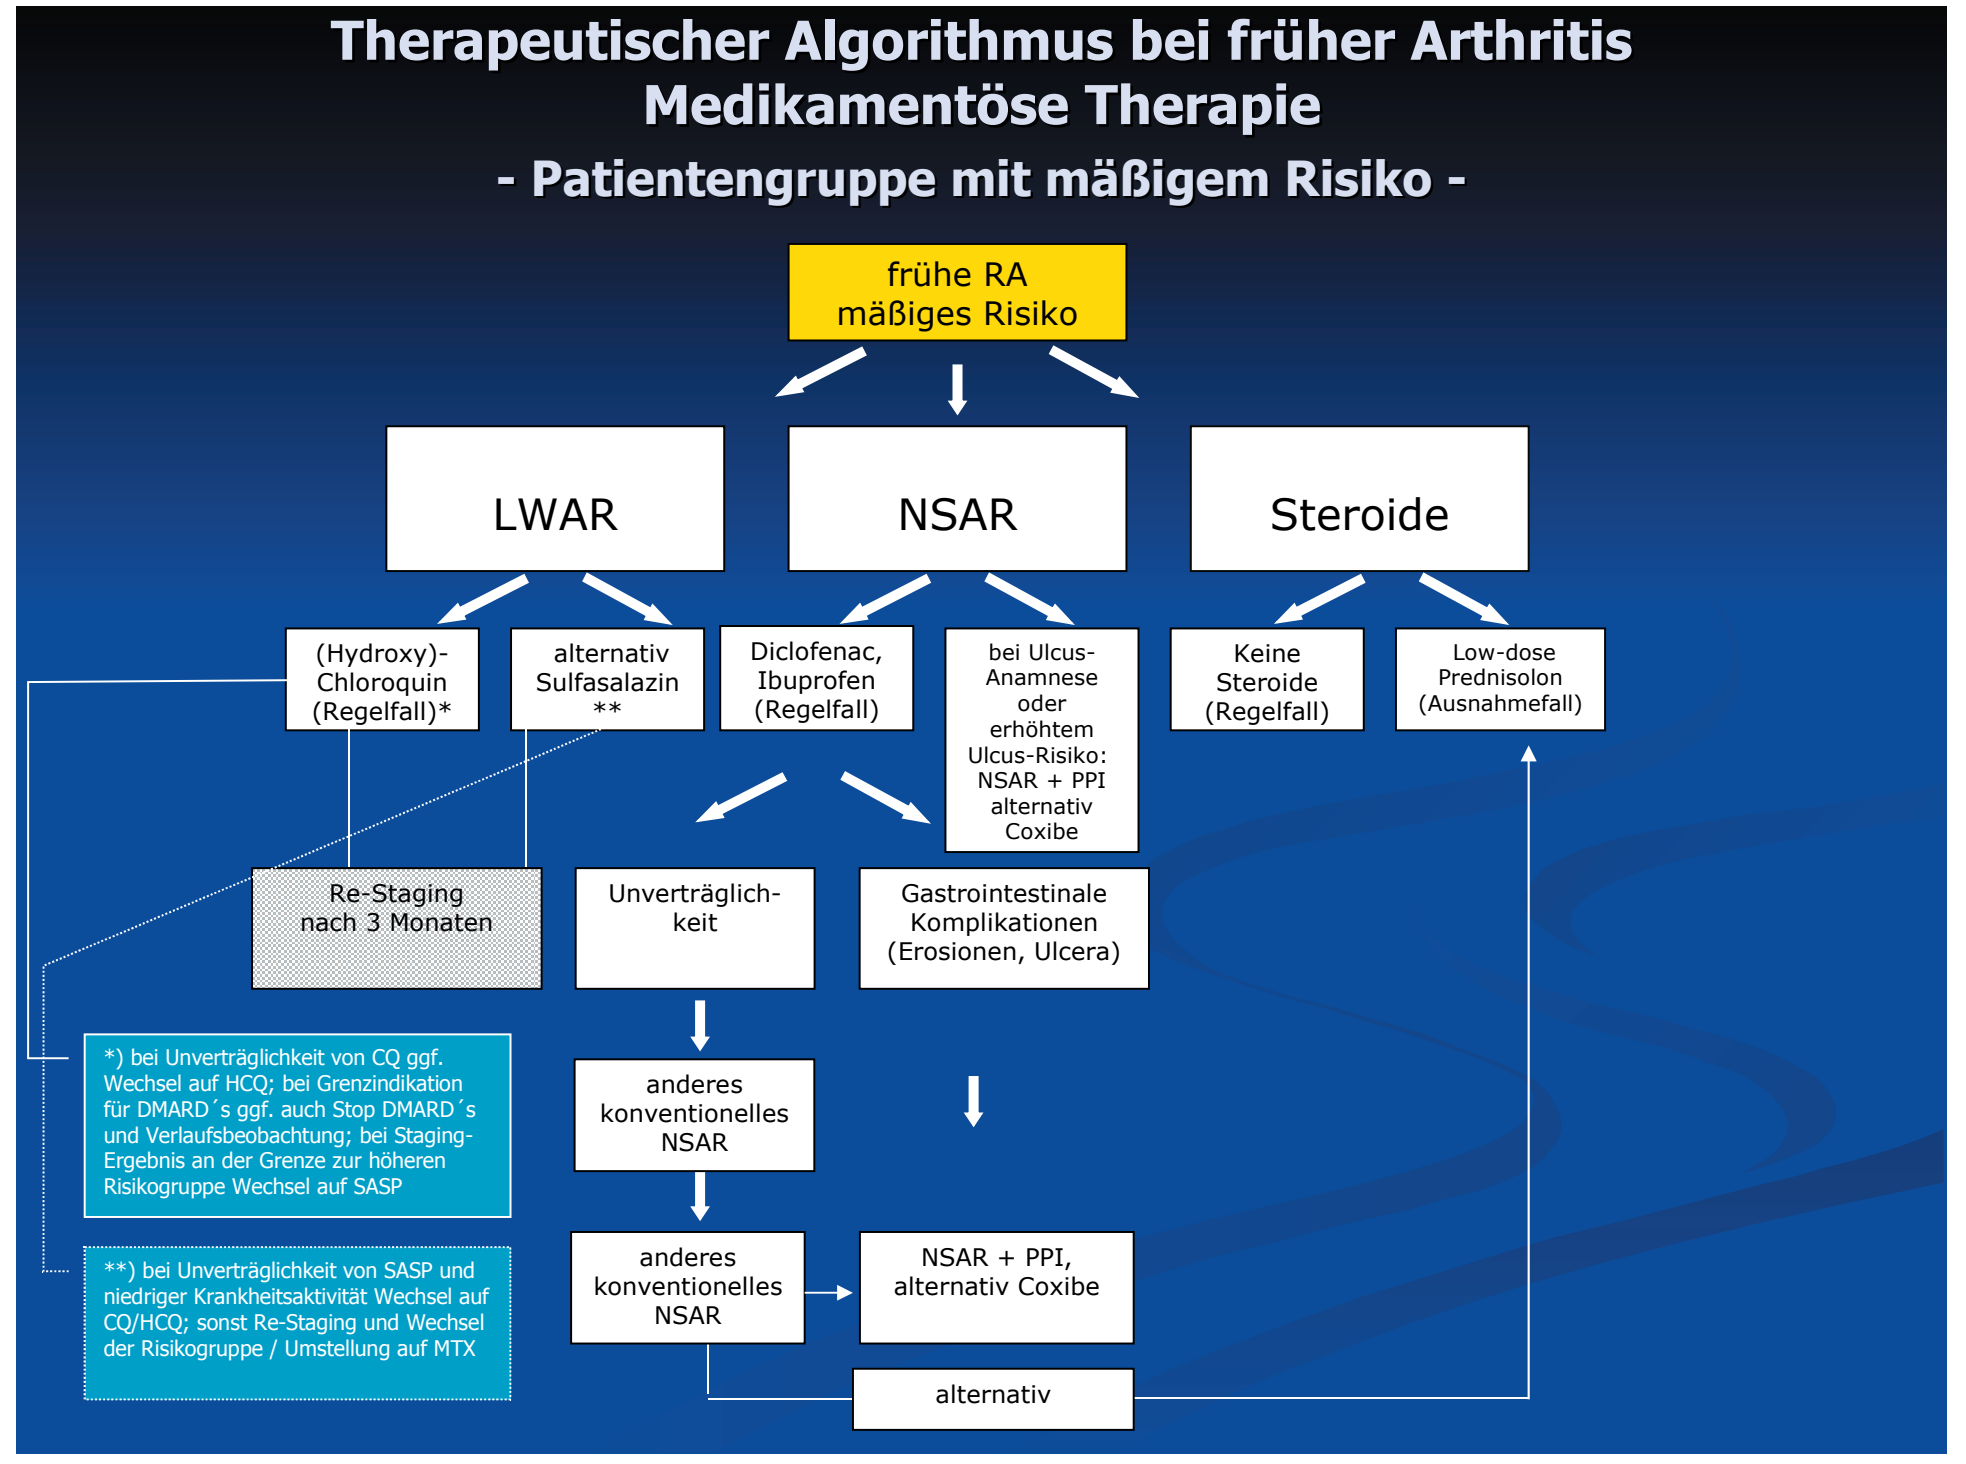 Therapeutischer Algorithmus bei früher Arthritis
Medikamentöse Therapie
- Patientengruppe mit mäßigem Risiko -
frühe RA
mäßiges Risiko
LWAR
NSAR
Steroide
(Hydroxy)-
Chloroquin
(Regelfall)*
alternativ
Sulfasalazin
**
Diclofenac,
Ibuprofen
(Regelfall)
bei Ulcus-
Anamnese
oder
erhöhtem
Ulcus-Risiko:
NSAR + PPI
alternativ
Coxibe
Keine
Steroide
(Regelfall)
Low-dose
Prednisolon
(Ausnahmefall)
Re-Staging
nach 3 Monaten
Unverträglich-
keit
Gastrointestinale
Komplikationen
(Erosionen, Ulcera)
*) bei Unverträglichkeit von CQ ggf.
Wechsel auf HCQ; bei Grenzindikation
für DMARD´s ggf. auch Stop DMARD´s
und Verlaufsbeobachtung; bei Staging-
Ergebnis an der Grenze zur höheren
Risikogruppe Wechsel auf SASP
anderes
konventionelles
NSAR
anderes
konventionelles
NSAR
NSAR + PPI,
alternativ Coxibe
**) bei Unverträglichkeit von SASP und
niedriger Krankheitsaktivität Wechsel auf
CQ/HCQ; sonst Re-Staging und Wechsel
der Risikogruppe / Umstellung auf MTX
alternativ